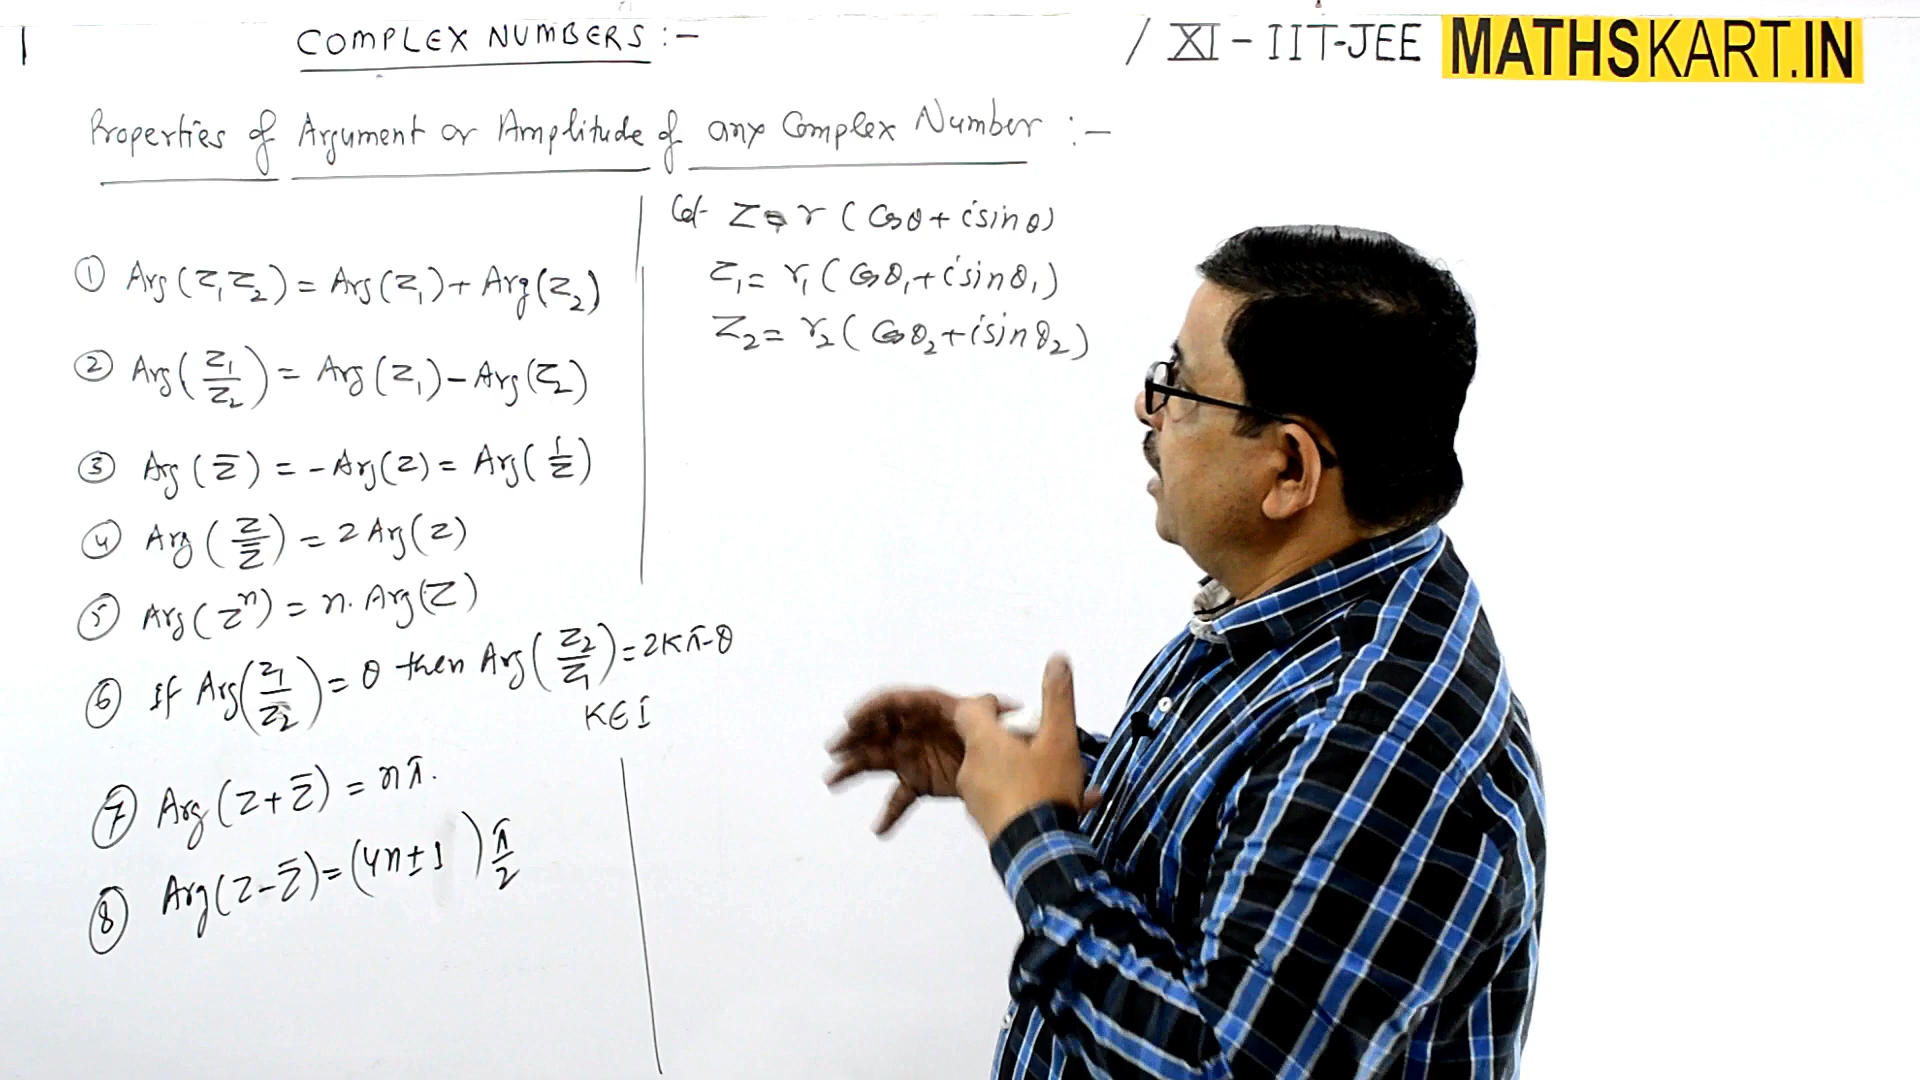 COMPLEX NUMBERS :-
/ XI - IIT-JEE MATHSKART.IN
Properties of Argument or Amplitude of any Complex Number :-
① Arg (Z₁Z₂) = Arg(Z₁) + Arg(Z₂)
② Arg(Z₁/Z₂) = Arg(Z₁) - Arg(Z₂)
③ Arg (Z̄) = -Arg(Z) = Arg(1/Z)
④ Arg (Z/Z̄) = 2 Arg(Z)
⑤ Arg(Zⁿ) = n. Arg(Z)
⑥ If Arg(Z₁/Z₂) = θ then Arg(Z₂/Z₁) = 2Kπ-θ
K∈I
⑦ Arg (Z+Z̄) = nπ.
⑧ Arg(Z-Z̄) = (4n±1)π/2
Let Z = r (Cosθ + i sinθ)
Z₁ = r₁ (Cosθ₁ + i sinθ₁)
Z₂ = r₂ (Cosθ₂ + i sinθ₂)